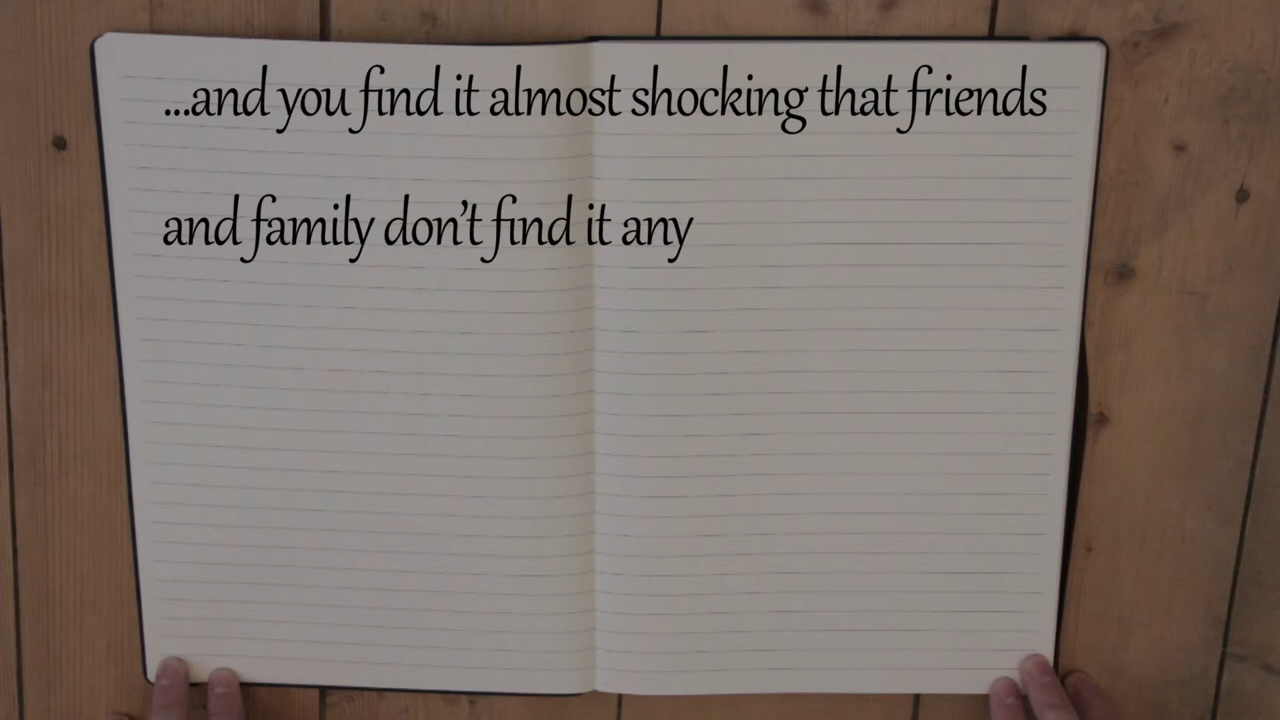 ...and you find it almost shocking that friends
and family don't find it any